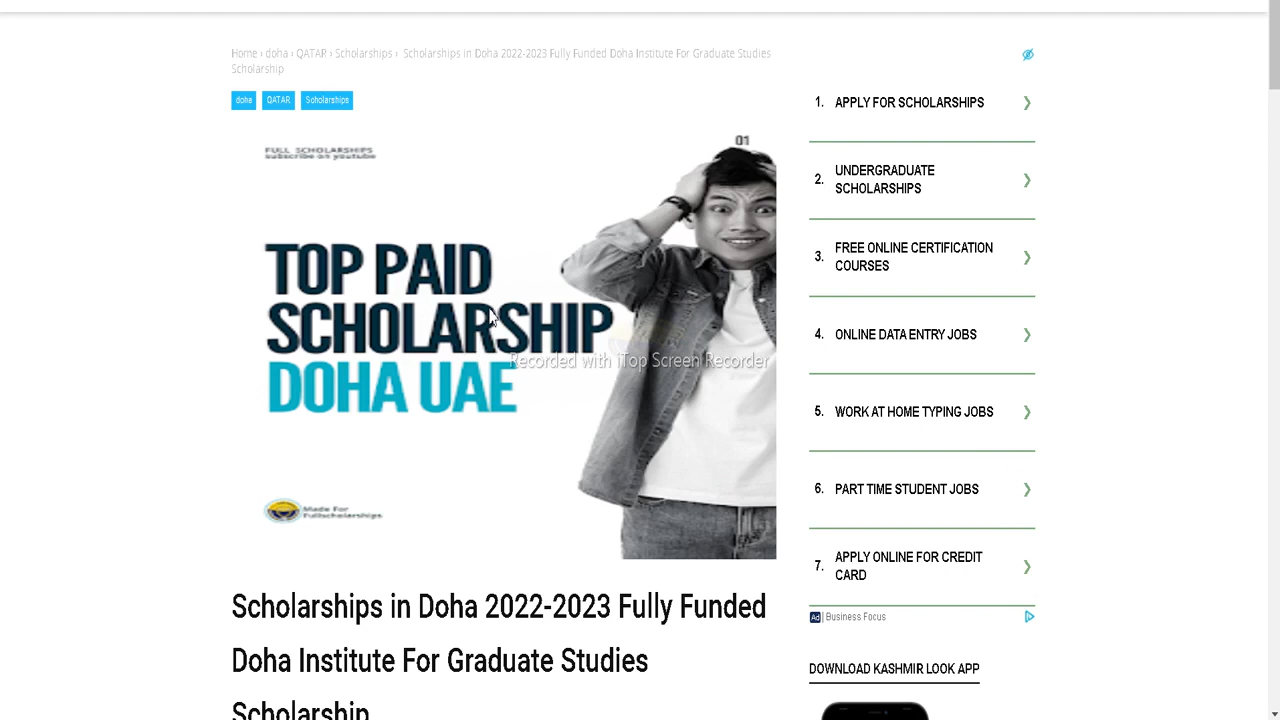 Home › doha › QATAR › Scholarships › Scholarships in Doha 2022-2023 Fully Funded Doha Institute For Graduate Studies
Scholarship
doha QATAR Scholarships
01
FULL SCHOLARSHIPS
subscribe on youtube
TOP PAID
SCHOLARSHIP
DOHA UAE
Recorded with iTop Screen Recorder
Made For
Fullscholarships
Scholarships in Doha 2022-2023 Fully Funded
Doha Institute For Graduate Studies
Scholarship
1. APPLY FOR SCHOLARSHIPS
2. UNDERGRADUATE
SCHOLARSHIPS
3. FREE ONLINE CERTIFICATION
COURSES
4. ONLINE DATA ENTRY JOBS
5. WORK AT HOME TYPING JOBS
6. PART TIME STUDENT JOBS
7. APPLY ONLINE FOR CREDIT
CARD
Ad | Business Focus
DOWNLOAD KASHMIR LOOK APP